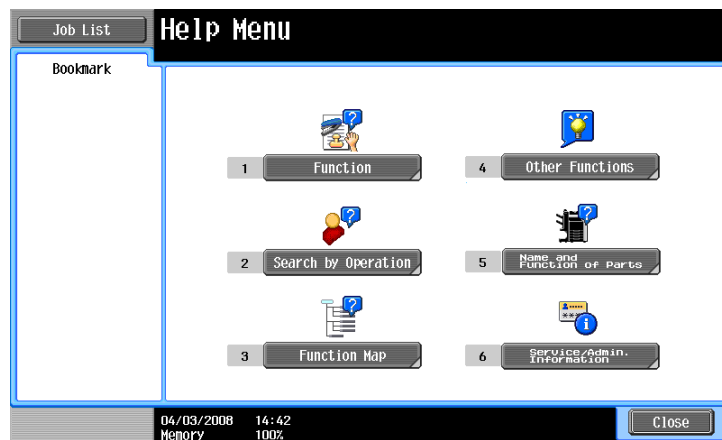 Job List
Help Menu
Bookmark
1 Function
4 Other Functions
2 Search by Operation
5 Name and
Function of Parts
3 Function Map
6 Service/Admin.
Information
04/03/2008 14:42
Memory 100%
Close